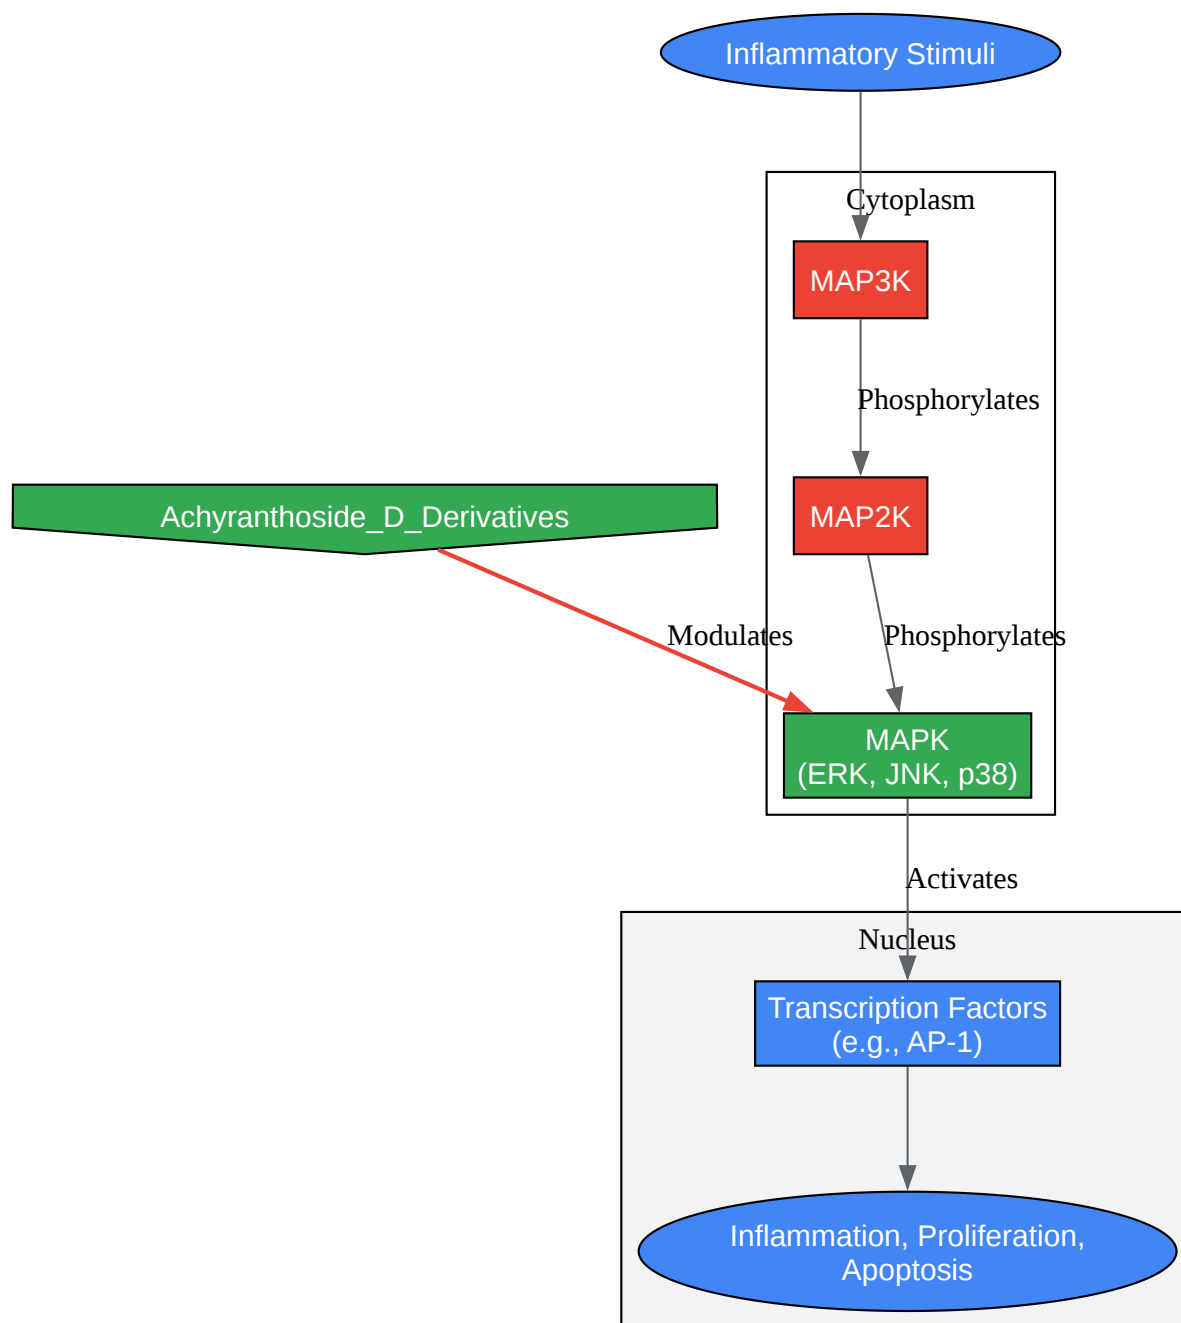 Inflammatory Stimuli
Cytoplasm
MAP3K
Phosphorylates
Achyranthoside_D_Derivatives
MAP2K
Modulates
Phosphorylates
MAPK
(ERK, JNK, p38)
Activates
Nucleus
Transcription Factors
(e.g., AP-1)
Inflammation, Proliferation,
Apoptosis